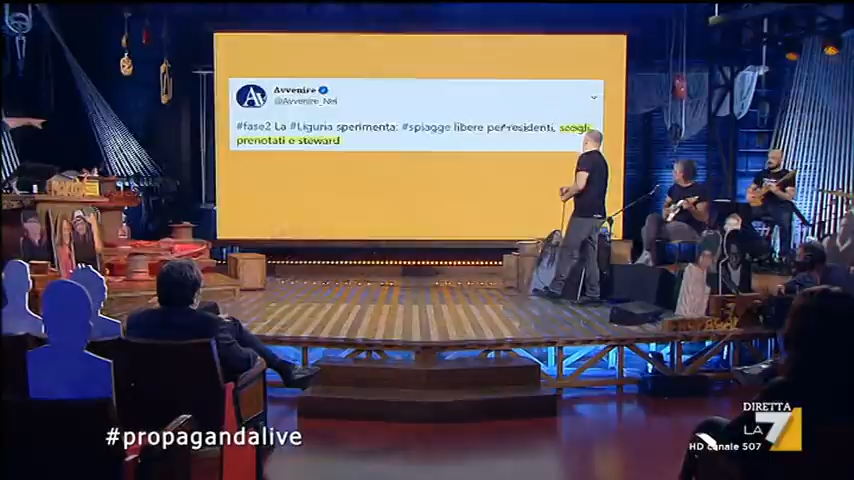 Avvenire
@Avvenire_Nei
#fase2 La #Liguria sperimenta: #spiagge libere per residenti, scogli
prenotati e steward
#propagandalive
DIRETTA
LA 7
HD canale 507